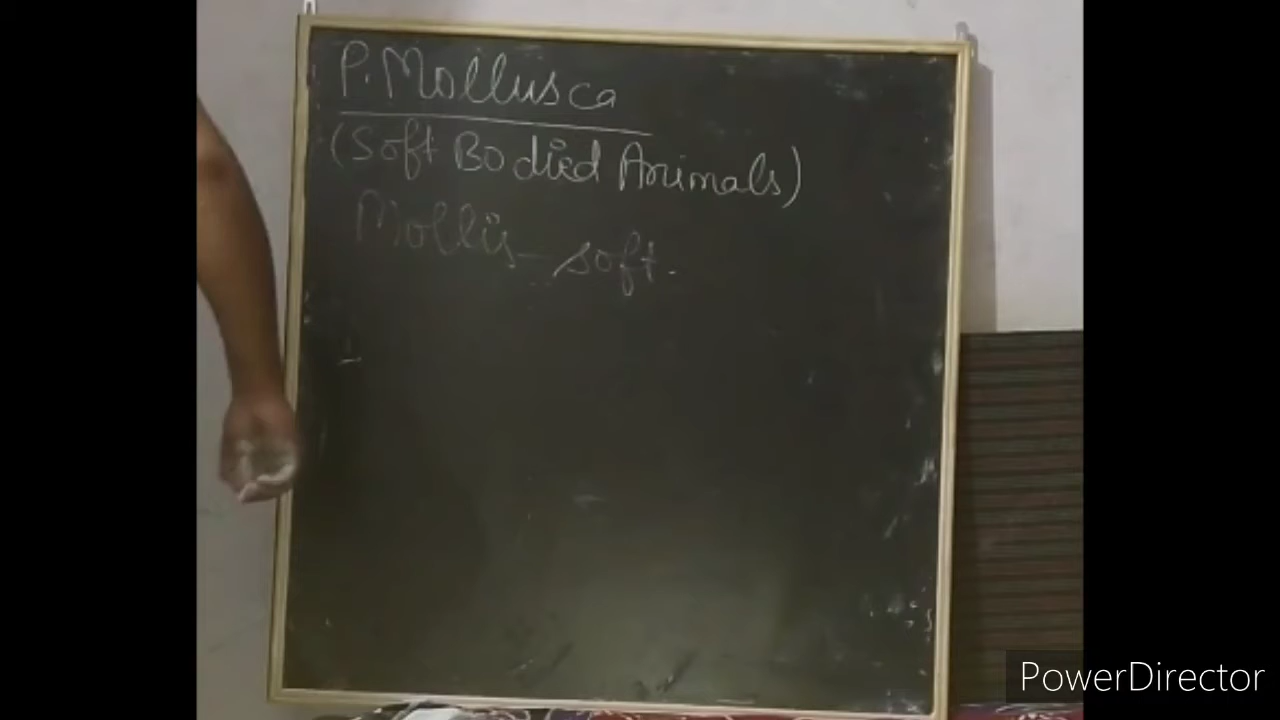 P. Mollusca
(Soft Bodied Animals)
Mollis - soft.
PowerDirector